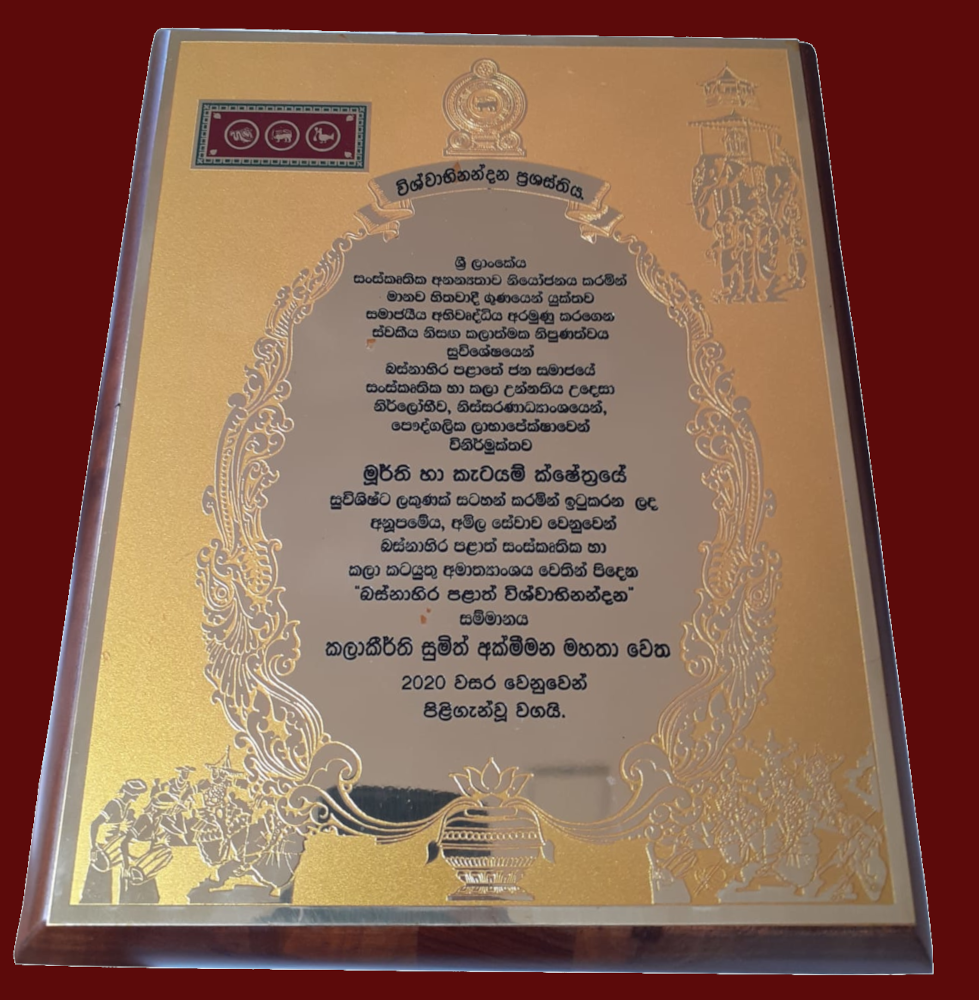 විශ්වාභිනන්දන ප්‍රශස්තිය.
ශ්‍රී ලාංකේය
සංස්කෘතික අනන්‍යතාව නියෝජනය කරමින්
මානව හිතවාදී ගුණයෙන් යුක්තව
සමාජයීය අභිවෘද්ධිය අරමුණු කරගෙන
ස්වකීය නිසඟ කලාත්මක නිපුණත්වය
සුවිශේෂයෙන්
බස්නාහිර පළාතේ ජන සමාජයේ
සංස්කෘතික හා කලා උන්නතිය උදෙසා
නිර්ලෝභීව, නිස්සරණාධ්‍යාංශයෙන්,
පෞද්ගලික ලාභාපේක්ෂාවෙන්
විනිර්මුක්තව
මූර්ති හා කැටයම් ක්ෂේත්‍රයේ
සුවිශිෂ්ට ලකුණක් සටහන් කරමින් ඉටුකරන ලද
අනූපමේය, අමිල සේවාව වෙනුවෙන්
බස්නාහිර පළාත් සංස්කෘතික හා
කලා කටයුතු අමාත්‍යාංශය වෙතින් පිදෙන
"බස්නාහිර පළාත් විශ්වාභිනන්දන"
සම්මානය
කලාකීර්ති සුමිත් අක්මීමන මහතා වෙත
2020 වසර වෙනුවෙන්
පිළිගැන්වූ වගයි.